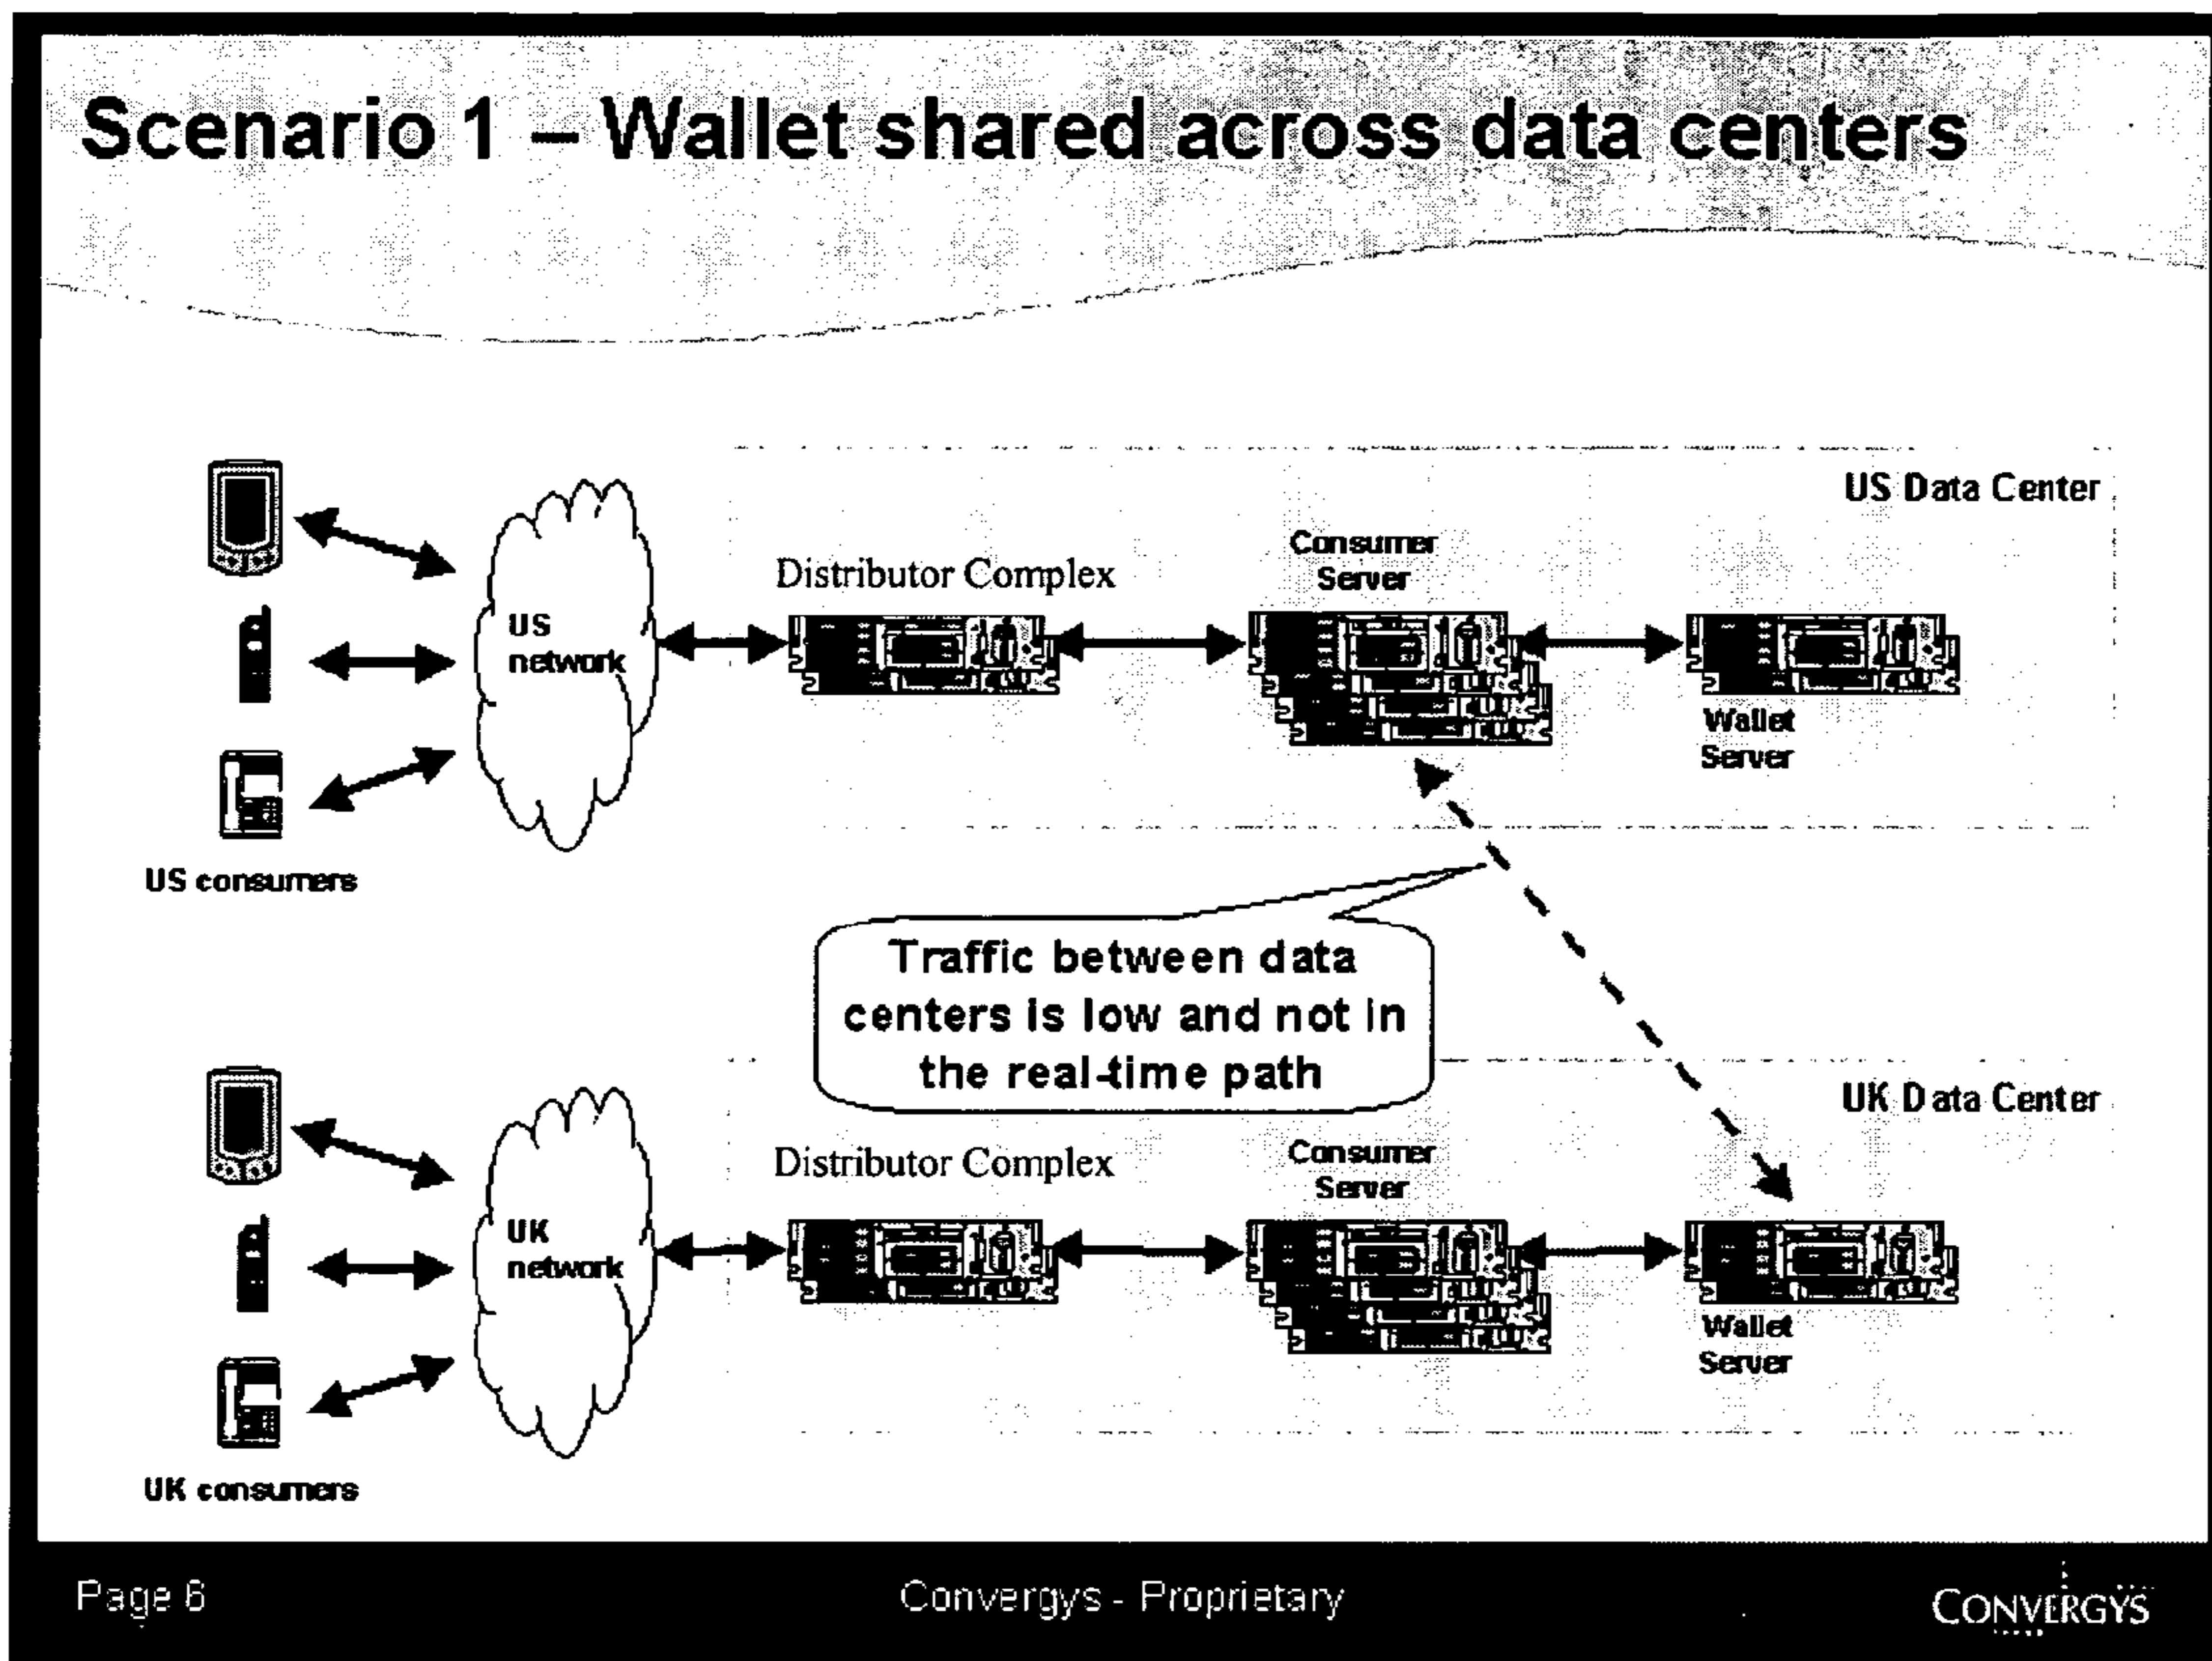 Scenario 1 – Wallet shared across data centers
US Data Center
Consumer
Server
Distributor Complex
US
network
Wallet
Server
US consumers
Traffic between data
centers is low and not in
the real-time path
UK Data Center
Consumer
Server
Distributor Complex
UK
network
Wallet
Server
UK consumers
Page 6
Convergys - Proprietary
CONVERGYS